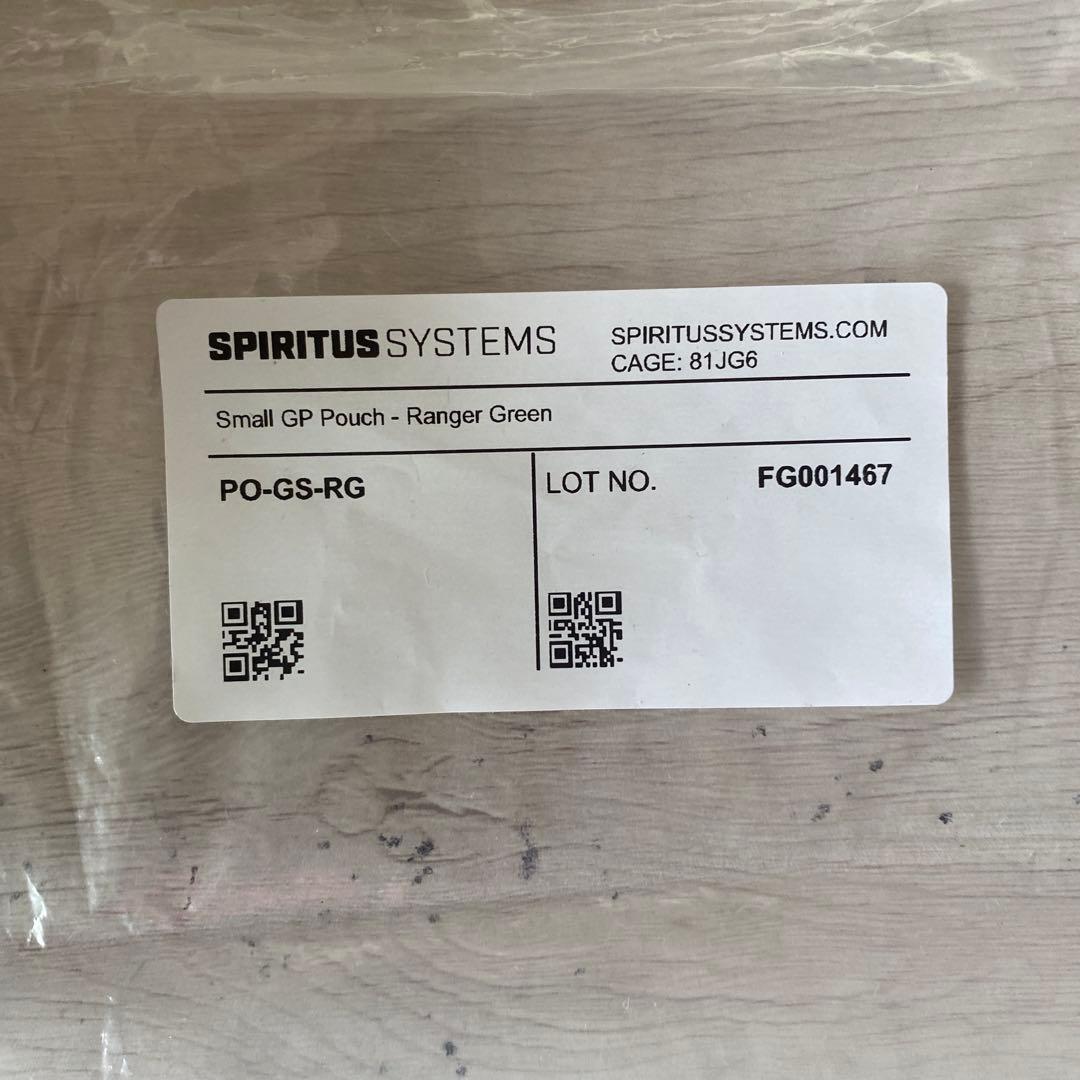 SPIRITUS SYSTEMS
SPIRITUSSYSTEMS.COM
CAGE: 81JG6
Small GP Pouch - Ranger Green
PO-GS-RG
LOT NO. FG001467